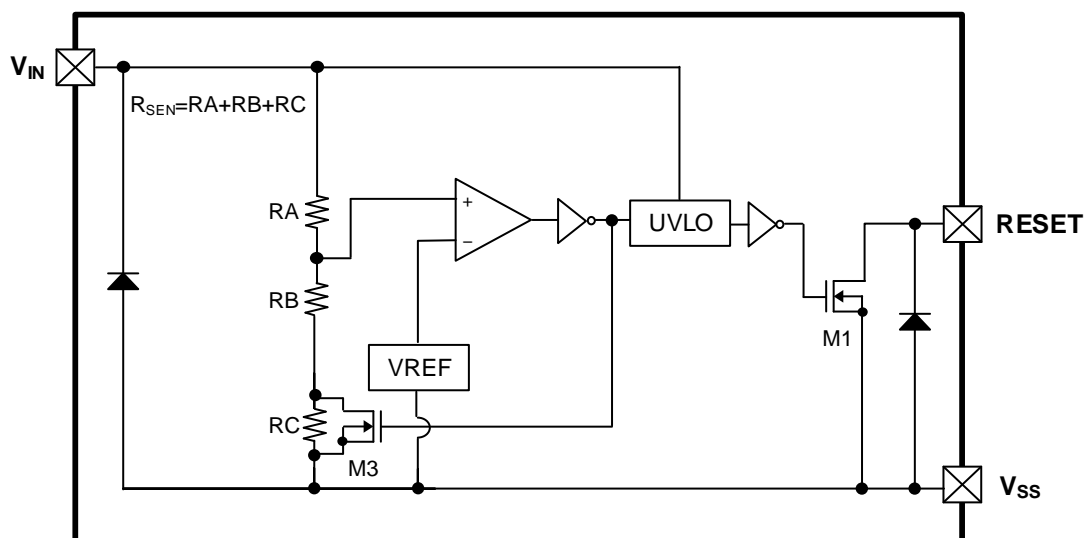 VIN
RSEN=RA+RB+RC
RA
+
−
UVLO
RESET
RB
M1
VREF
RC
M3
VSS